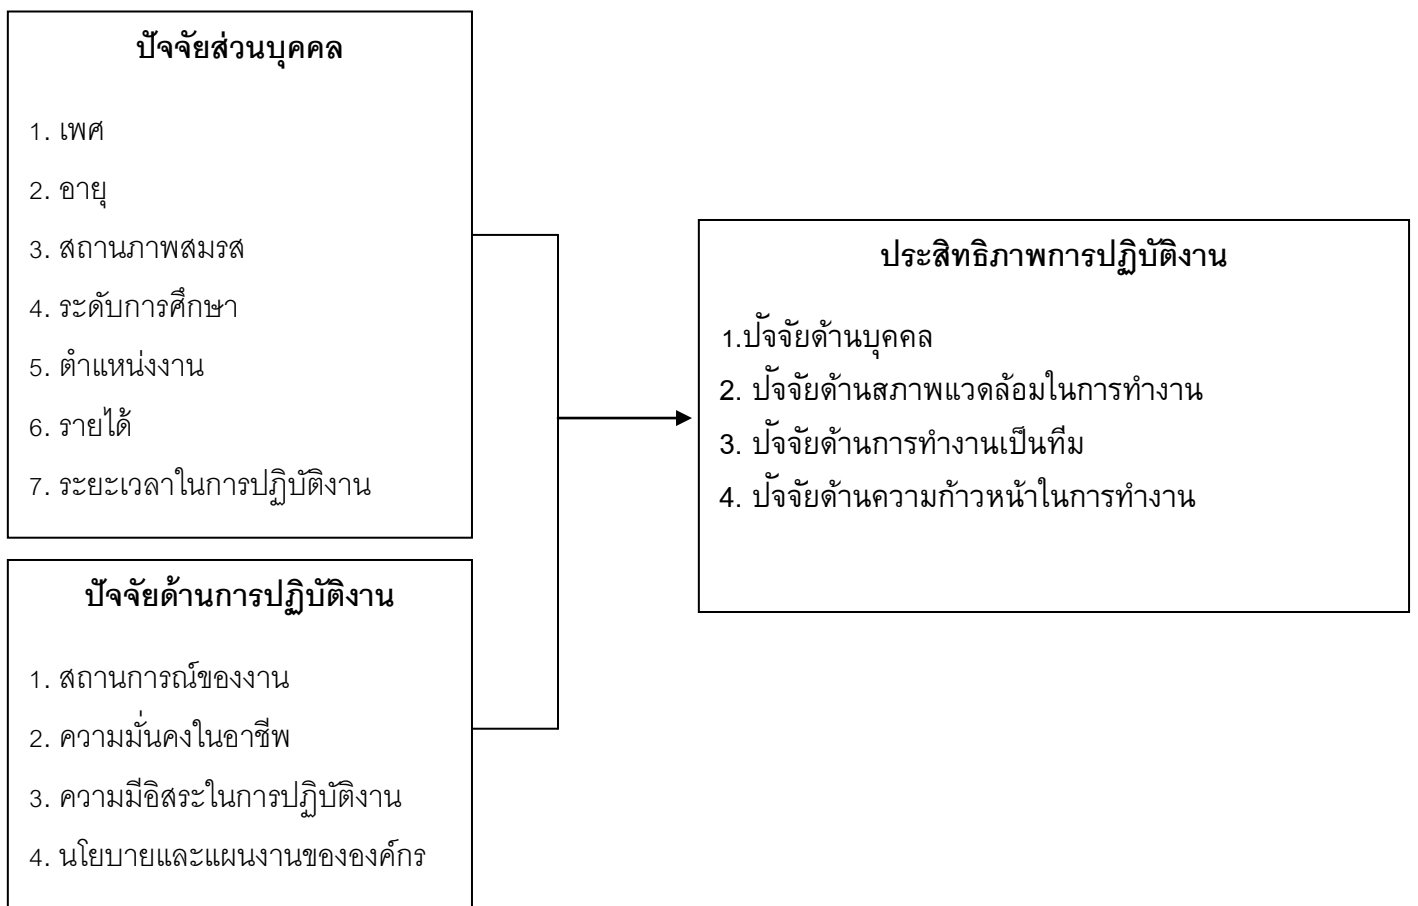 ปัจจัยส่วนบุคคล
1. เพศ
2. อายุ
3. สถานภาพสมรส
4. ระดับการศึกษา
5. ตำแหน่งงาน
6. รายได้
7. ระยะเวลาในการปฏิบัติงาน
ปัจจัยด้านการปฏิบัติงาน
1. สถานการณ์ของงาน
2. ความมั่นคงในอาชีพ
3. ความมีอิสระในการปฏิบัติงาน
4. นโยบายและแผนงานขององค์กร
ประสิทธิภาพการปฏิบัติงาน
1.ปัจจัยด้านบุคคล
2. ปัจจัยด้านสภาพแวดล้อมในการทำงาน
3. ปัจจัยด้านการทำงานเป็นทีม
4. ปัจจัยด้านความก้าวหน้าในการทำงาน